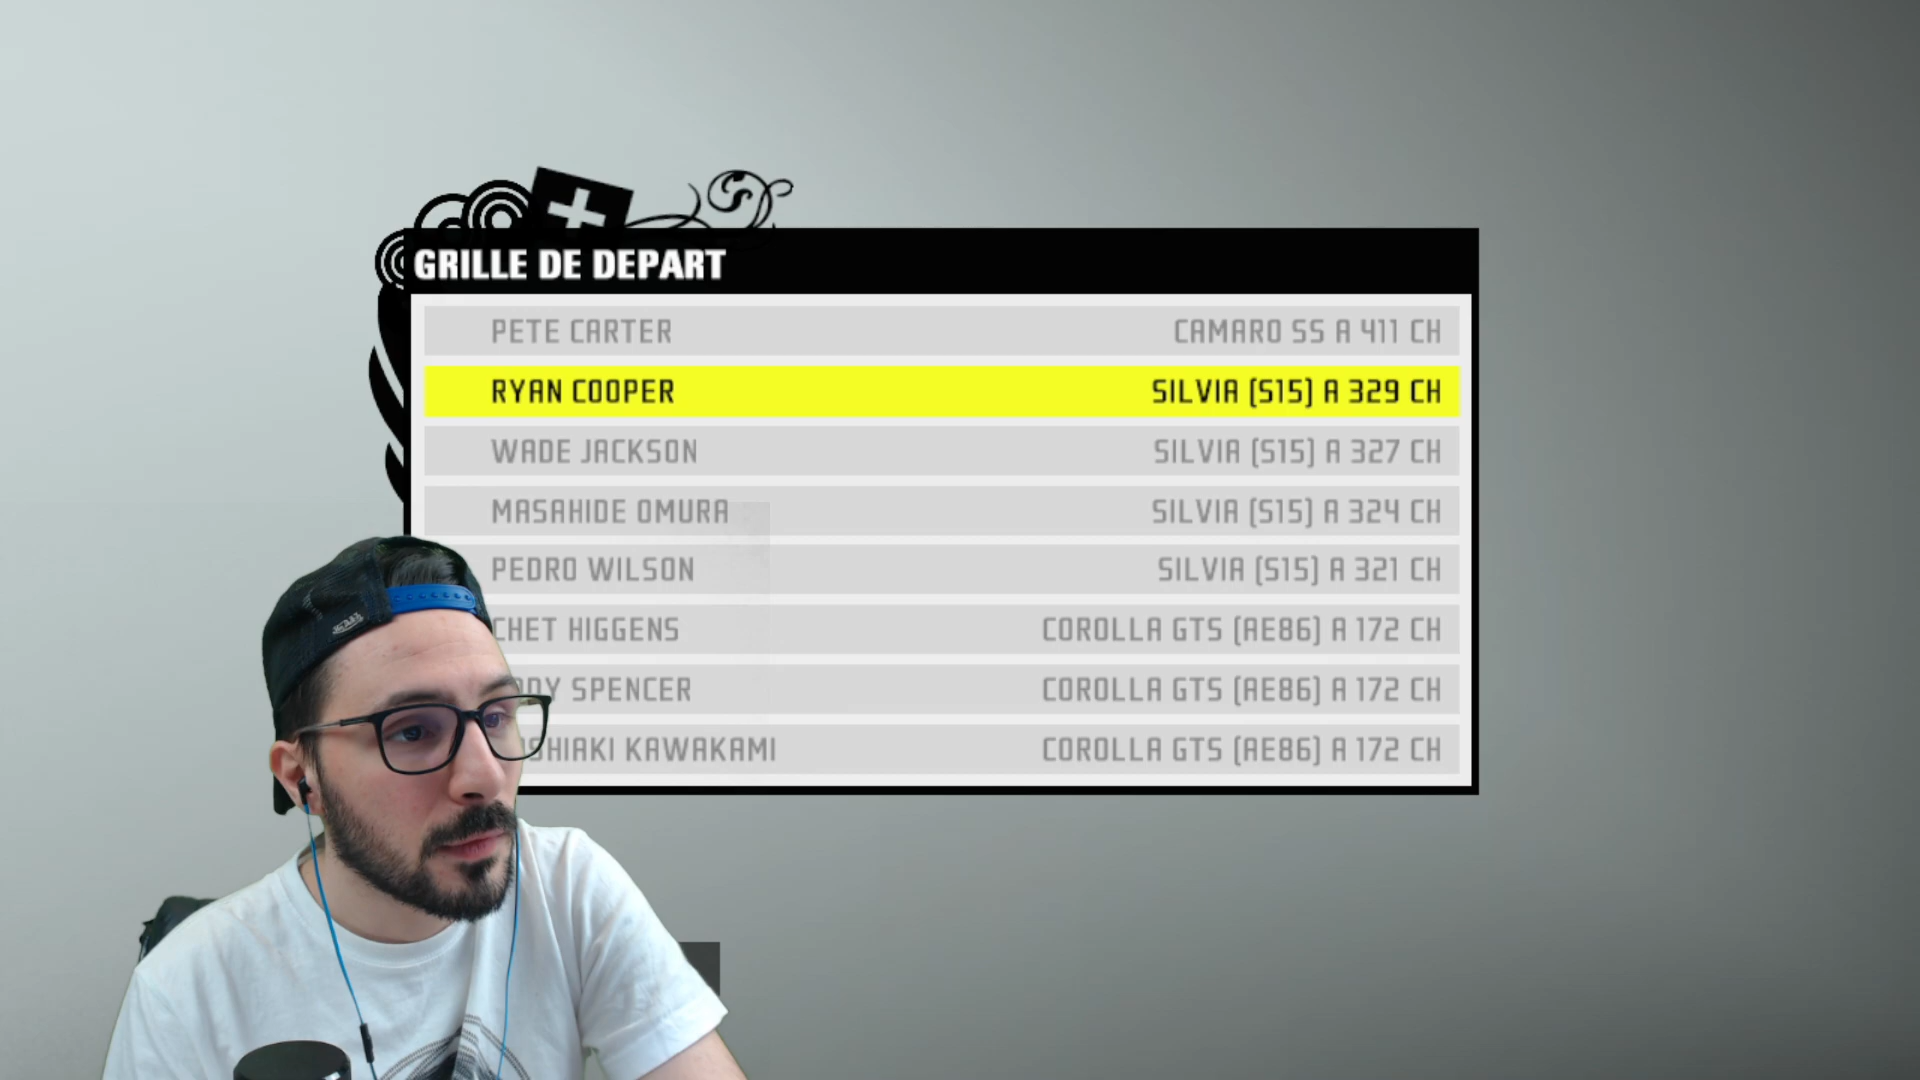 GRILLE DE DEPART
PETE CARTER CAMARO SS A 411 CH
RYAN COOPER SILVIA (S15) A 329 CH
WADE JACKSON SILVIA (S15) A 327 CH
MASAHIDE OMURA SILVIA (S15) A 324 CH
PEDRO WILSON SILVIA (S15) A 321 CH
CHET HIGGENS COROLLA GTS (AE86) A 172 CH
SPENCER COROLLA GTS (AE86) A 172 CH
KAWAKAMI COROLLA GTS (AE86) A 172 CH